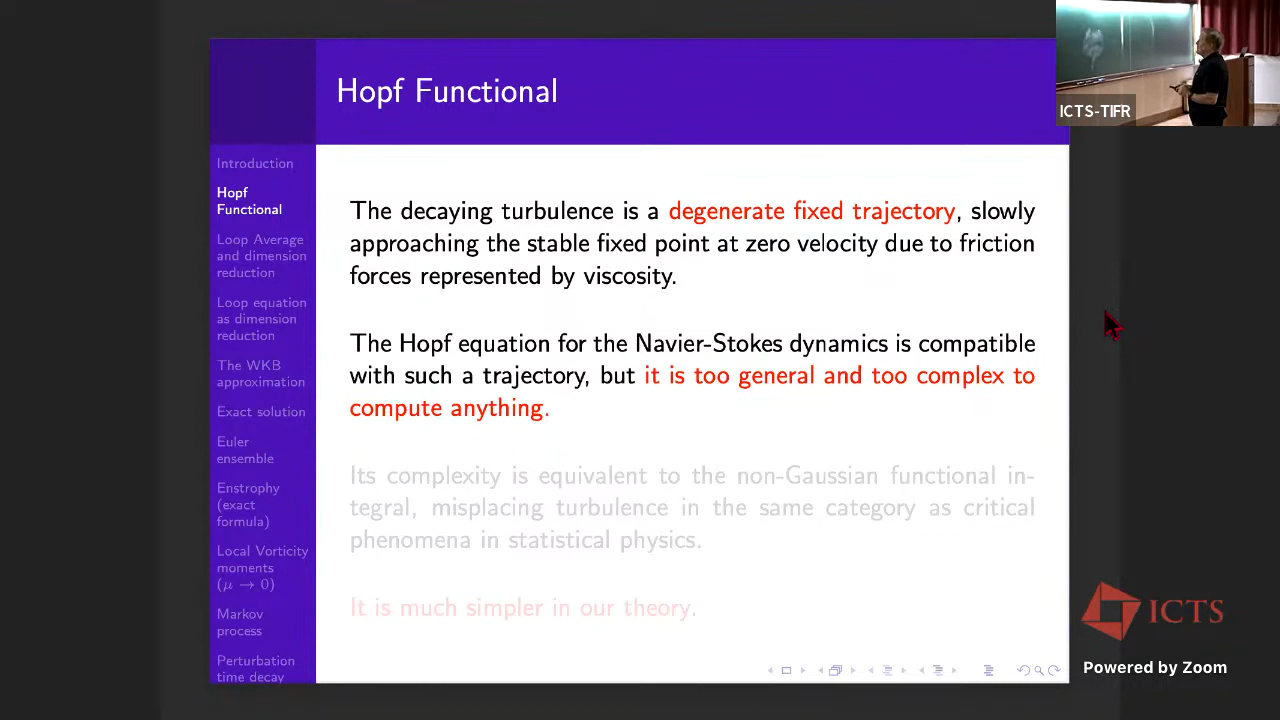 Hopf Functional
ICTS-TIFR
Introduction
Hopf
Functional
Loop Average
and dimension
reduction
Loop equation
as dimension
reduction
The WKB
approximation
Exact solution
Euler
ensemble
Enstrophy
(exact
formula)
Local Vorticity
moments
(μ → 0)
Markov
process
Perturbation
time decay
The decaying turbulence is a degenerate fixed trajectory, slowly
approaching the stable fixed point at zero velocity due to friction
forces represented by viscosity.
The Hopf equation for the Navier-Stokes dynamics is compatible
with such a trajectory, but it is too general and too complex to
compute anything.
Its complexity is equivalent to the non-Gaussian functional in-
tegral, misplacing turbulence in the same category as critical
phenomena in statistical physics.
It is much simpler in our theory.
ICTS
Powered by Zoom